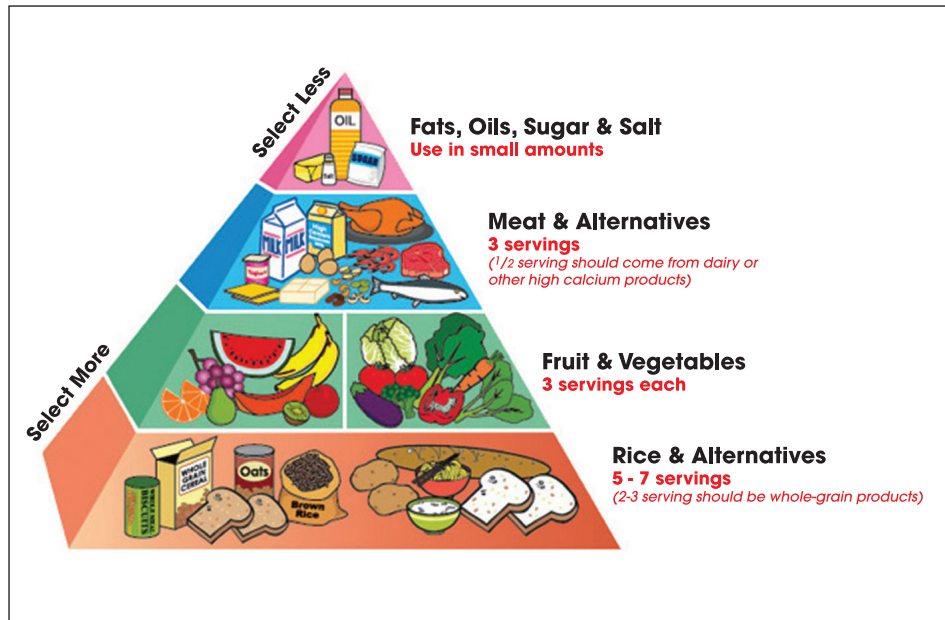 Select Less
OIL
SUGAR
Salt
Fats, Oils, Sugar & Salt
Use in small amounts
MILK
MILK
High
Calcium
Meat & Alternatives
3 servings
(1/2 serving should come from dairy or
other high calcium products)
Fruit & Vegetables
3 servings each
Select More
WHOLE MEAL
BISCUITS
WHOLE
GRAIN
CEREAL
Oats
Brown
Rice
Rice & Alternatives
5 - 7 servings
(2-3 serving should be whole-grain products)